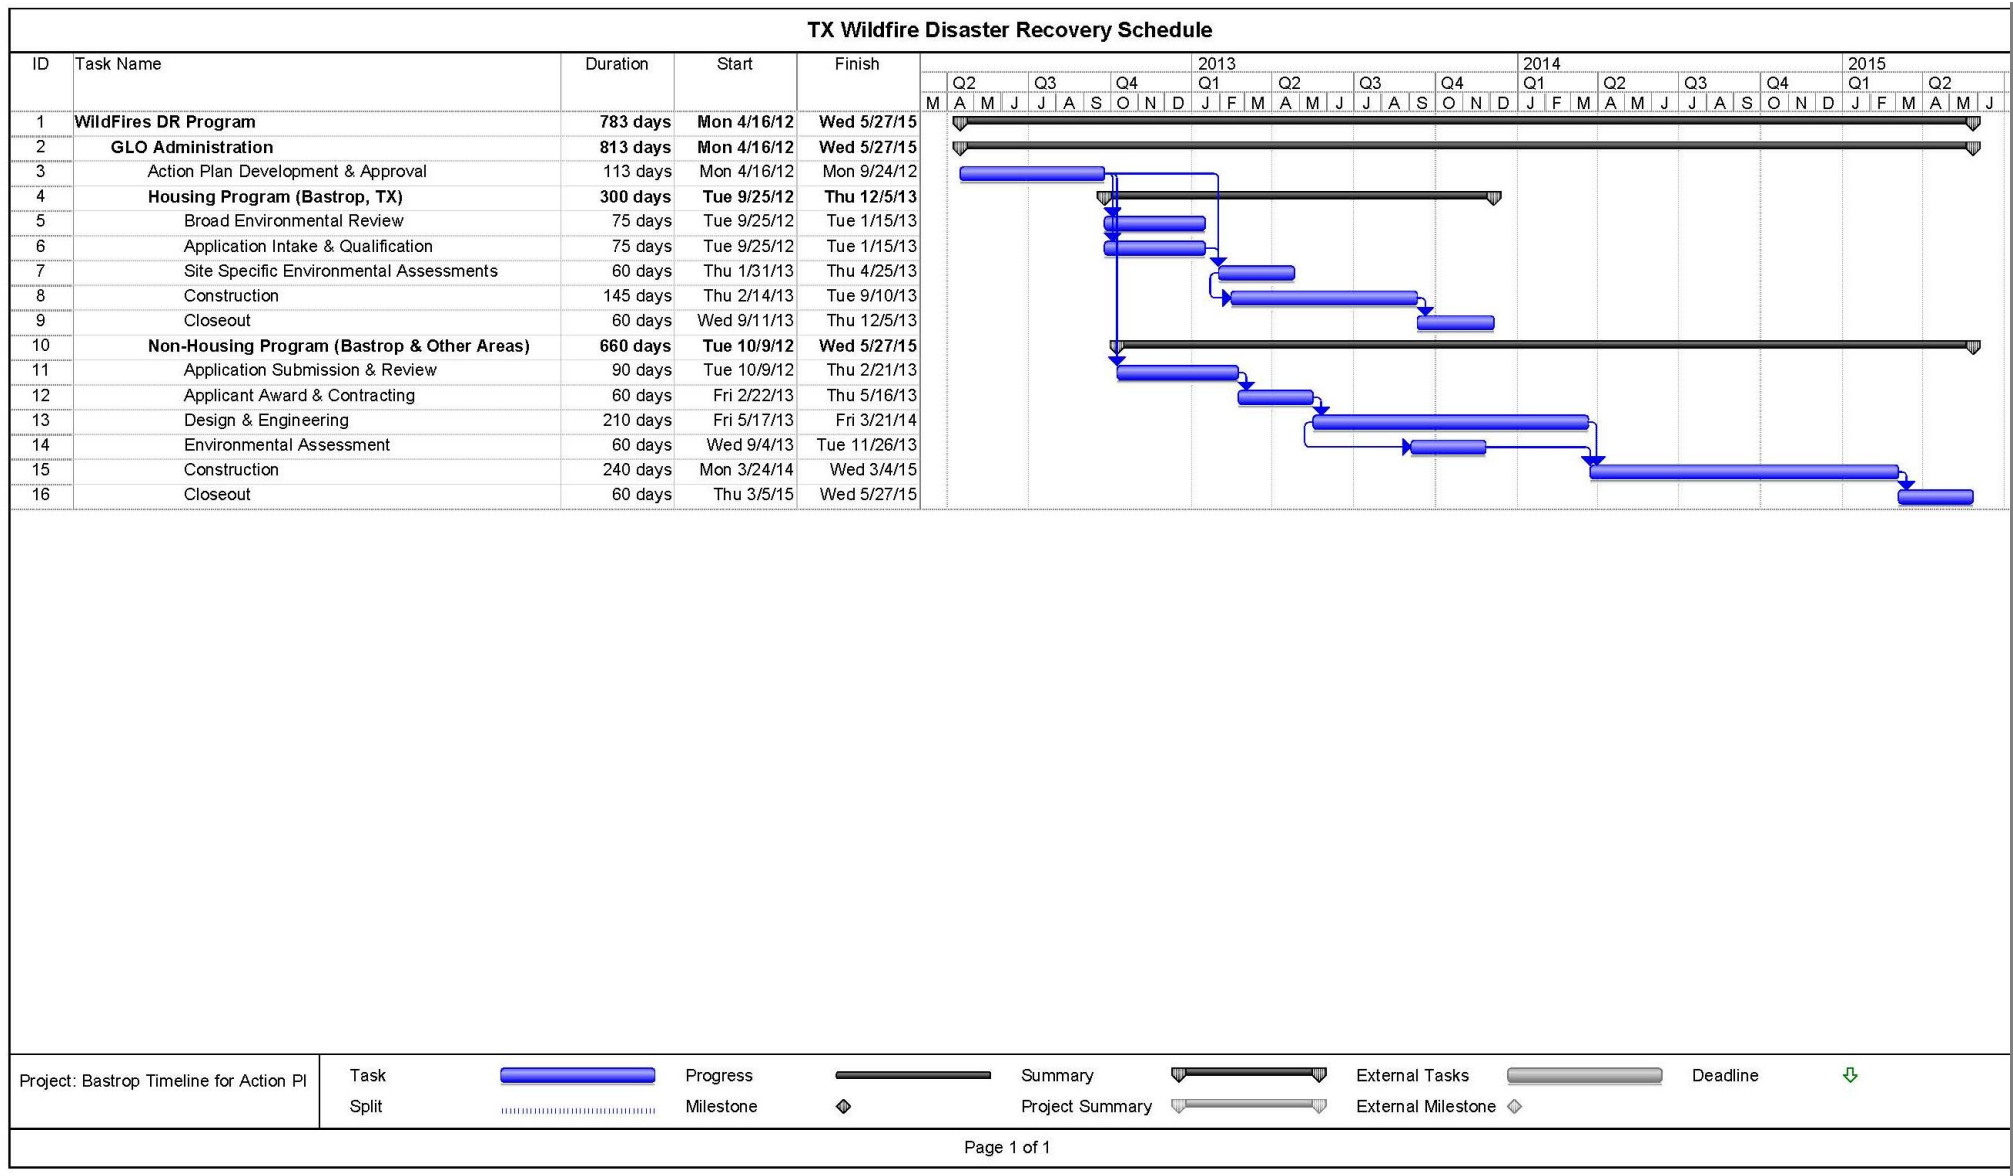 TX Wildfire Disaster Recovery Schedule
ID Task Name Duration Start Finish 2013 2014 2015
Q2 Q3 Q4 Q1 Q2 Q3 Q4 Q1 Q2 Q3 Q4 Q1 Q2
M A M J J A S O N D J F M A M J J A S O N D J F M A M J J A S O N D J F M A M J
1 WildFires DR Program 783 days Mon 4/16/12 Wed 5/27/15
2 GLO Administration 813 days Mon 4/16/12 Wed 5/27/15
3 Action Plan Development & Approval 113 days Mon 4/16/12 Mon 9/24/12
4 Housing Program (Bastrop, TX) 300 days Tue 9/25/12 Thu 12/5/13
5 Broad Environmental Review 75 days Tue 9/25/12 Tue 1/15/13
6 Application Intake & Qualification 75 days Tue 9/25/12 Tue 1/15/13
7 Site Specific Environmental Assessments 60 days Thu 1/31/13 Thu 4/25/13
8 Construction 145 days Thu 2/14/13 Tue 9/10/13
9 Closeout 60 days Wed 9/11/13 Thu 12/5/13
10 Non-Housing Program (Bastrop & Other Areas) 660 days Tue 10/9/12 Wed 5/27/15
11 Application Submission & Review 90 days Tue 10/9/12 Thu 2/21/13
12 Applicant Award & Contracting 60 days Fri 2/22/13 Thu 5/16/13
13 Design & Engineering 210 days Fri 5/17/13 Fri 3/21/14
14 Environmental Assessment 60 days Wed 9/4/13 Tue 11/26/13
15 Construction 240 days Mon 3/24/14 Wed 3/4/15
16 Closeout 60 days Thu 3/5/15 Wed 5/27/15
Project: Bastrop Timeline for Action Pl
Task Progress Summary External Tasks Deadline
Split Milestone Project Summary External Milestone
Page 1 of 1